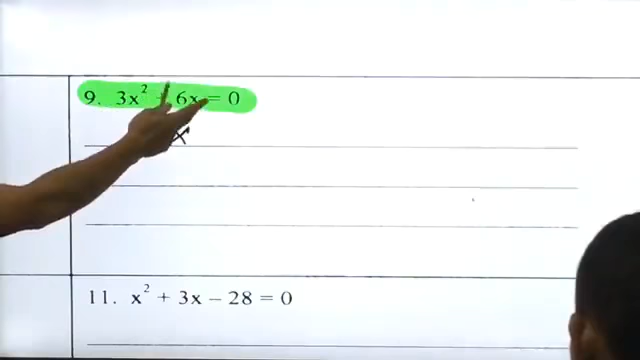 9. 3x² + 6x = 0
x
11. x² + 3x − 28 = 0